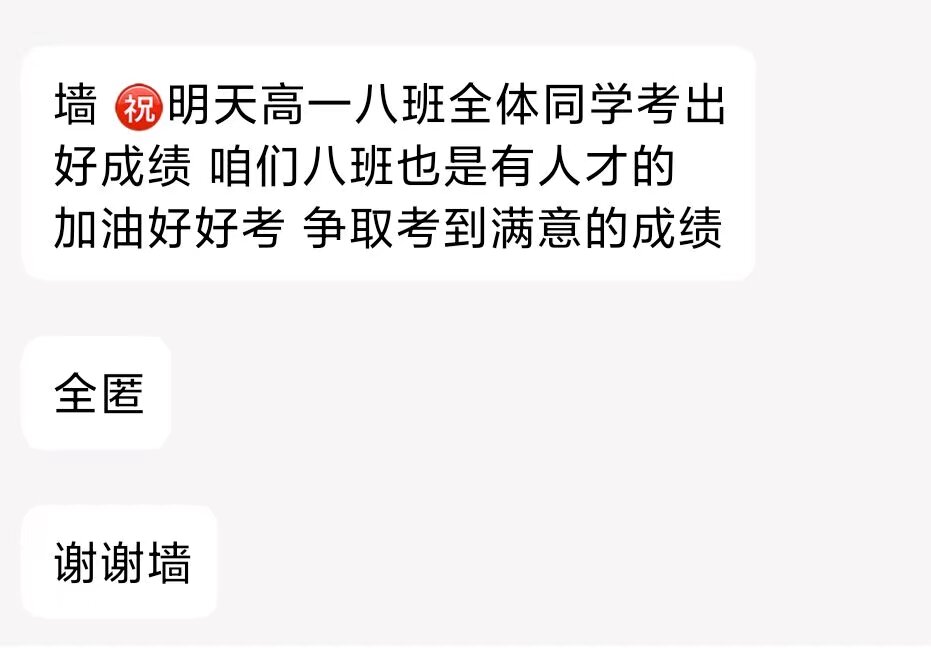 墙 ㊗️明天高一八班全体同学考出
好成绩 咱们八班也是有人才的
加油好好考 争取考到满意的成绩
全匿
谢谢墙